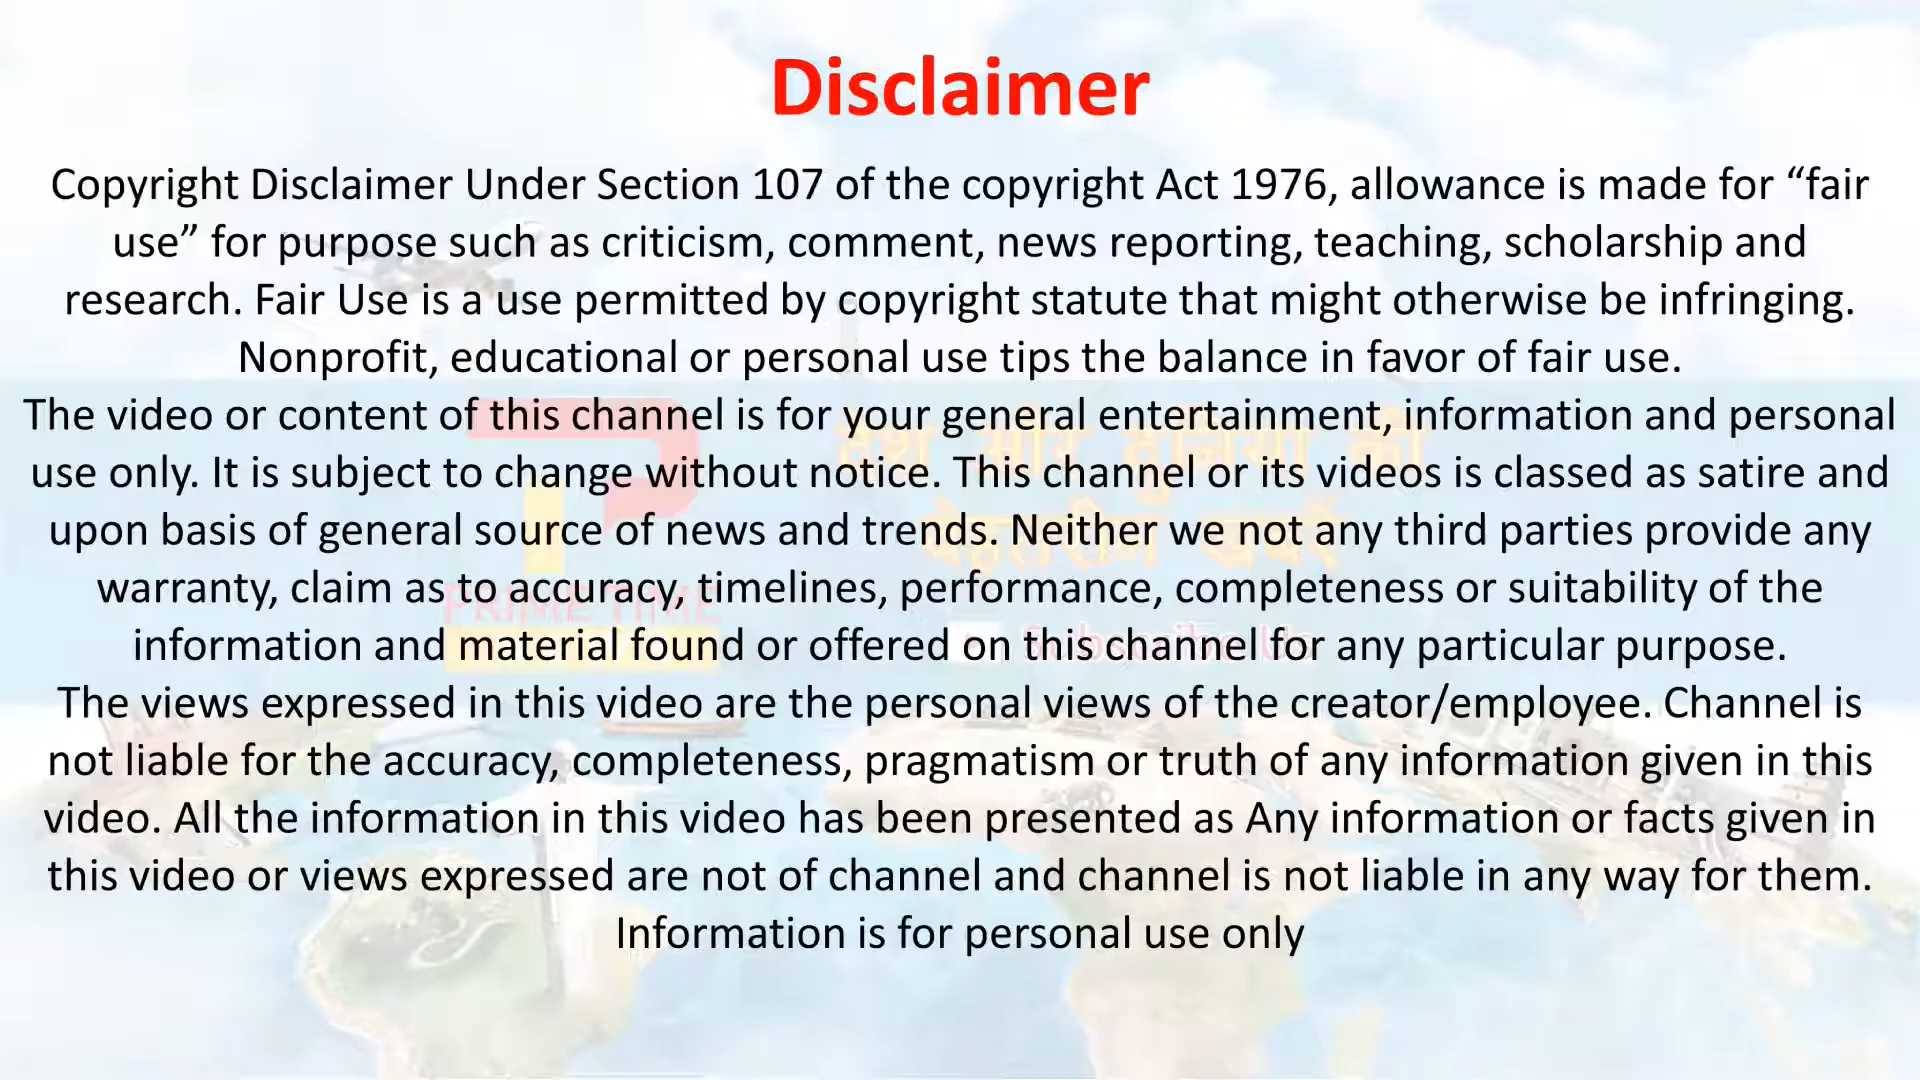 Disclaimer
Copyright Disclaimer Under Section 107 of the copyright Act 1976, allowance is made for “fair
use” for purpose such as criticism, comment, news reporting, teaching, scholarship and
research. Fair Use is a use permitted by copyright statute that might otherwise be infringing.
Nonprofit, educational or personal use tips the balance in favor of fair use.
The video or content of this channel is for your general entertainment, information and personal
use only. It is subject to change without notice. This channel or its videos is classed as satire and
upon basis of general source of news and trends. Neither we not any third parties provide any
warranty, claim as to accuracy, timelines, performance, completeness or suitability of the
information and material found or offered on this channel for any particular purpose.
The views expressed in this video are the personal views of the creator/employee. Channel is
not liable for the accuracy, completeness, pragmatism or truth of any information given in this
video. All the information in this video has been presented as Any information or facts given in
this video or views expressed are not of channel and channel is not liable in any way for them.
Information is for personal use only
देश और दुनिया की
बेहतरीन खबरें
PRIME TIME
Subscribe Us